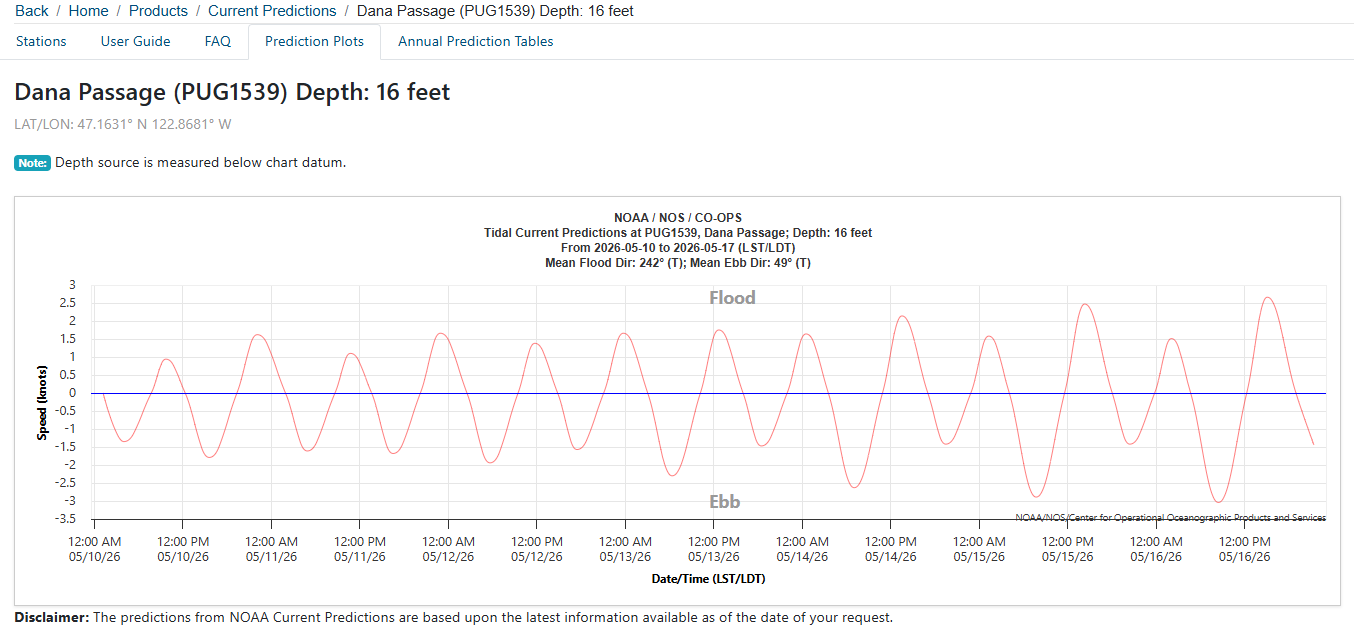 Back / Home / Products / Current Predictions / Dana Passage (PUG1539) Depth: 16 feet
Stations User Guide FAQ Prediction Plots Annual Prediction Tables
Dana Passage (PUG1539) Depth: 16 feet
LAT/LON: 47.1631° N 122.8681° W
Note: Depth source is measured below chart datum.
NOAA / NOS / CO-OPS
Tidal Current Predictions at PUG1539, Dana Passage; Depth: 16 feet
From 2026-05-10 to 2026-05-17 (LST/LDT)
Mean Flood Dir: 242° (T); Mean Ebb Dir: 49° (T)
Speed (knots)
3
2.5
2
1.5
1
0.5
0
-0.5
-1
-1.5
-2
-2.5
-3
-3.5
Flood
Ebb
NOAA/NOS/Center for Operational Oceanographic Products and Services
12:00 AM 12:00 PM 12:00 AM 12:00 PM 12:00 AM 12:00 PM 12:00 AM 12:00 PM 12:00 AM 12:00 PM 12:00 AM 12:00 PM 12:00 AM 12:00 PM
05/10/26 05/10/26 05/11/26 05/11/26 05/12/26 05/12/26 05/13/26 05/13/26 05/14/26 05/14/26 05/15/26 05/15/26 05/16/26 05/16/26
Date/Time (LST/LDT)
Disclaimer: The predictions from NOAA Current Predictions are based upon the latest information available as of the date of your request.